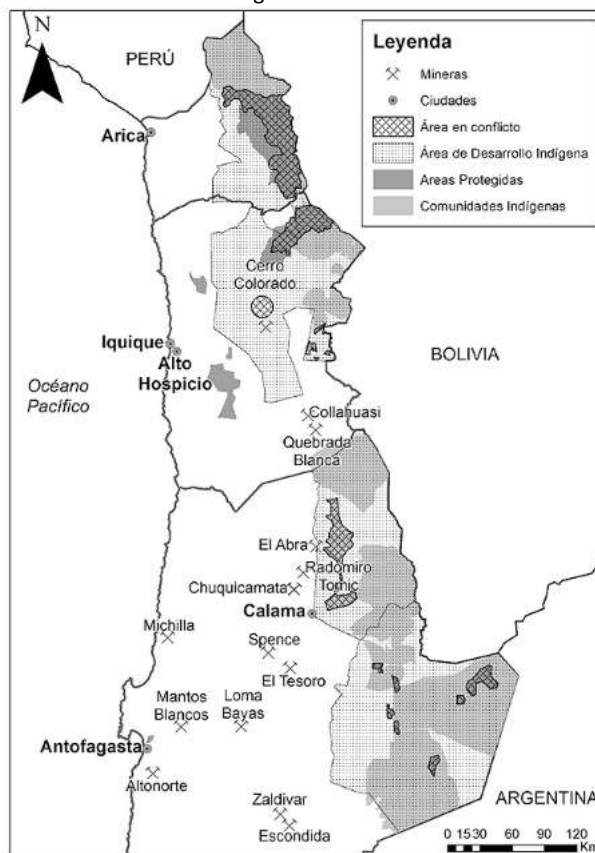 N
PERÚ
Arica
Leyenda
Mineras
Ciudades
Área en conflicto
Área de Desarrollo Indígena
Areas Protegidas
Comunidades Indígenas
Cerro
Colorado
Iquique
Alto
Hospicio
BOLIVIA
Océano
Pacífico
Collahuasi
Quebrada
Blanca
El Abra
Radomiro
Tomic
Chuquicamata
Calama
Michilla
Spence
El Tesoro
Mantos
Blancos
Loma
Bayas
Antofagasta
Altonorte
Zaldivar
Escondida
ARGENTINA
0 15 30 60 90 120
Km